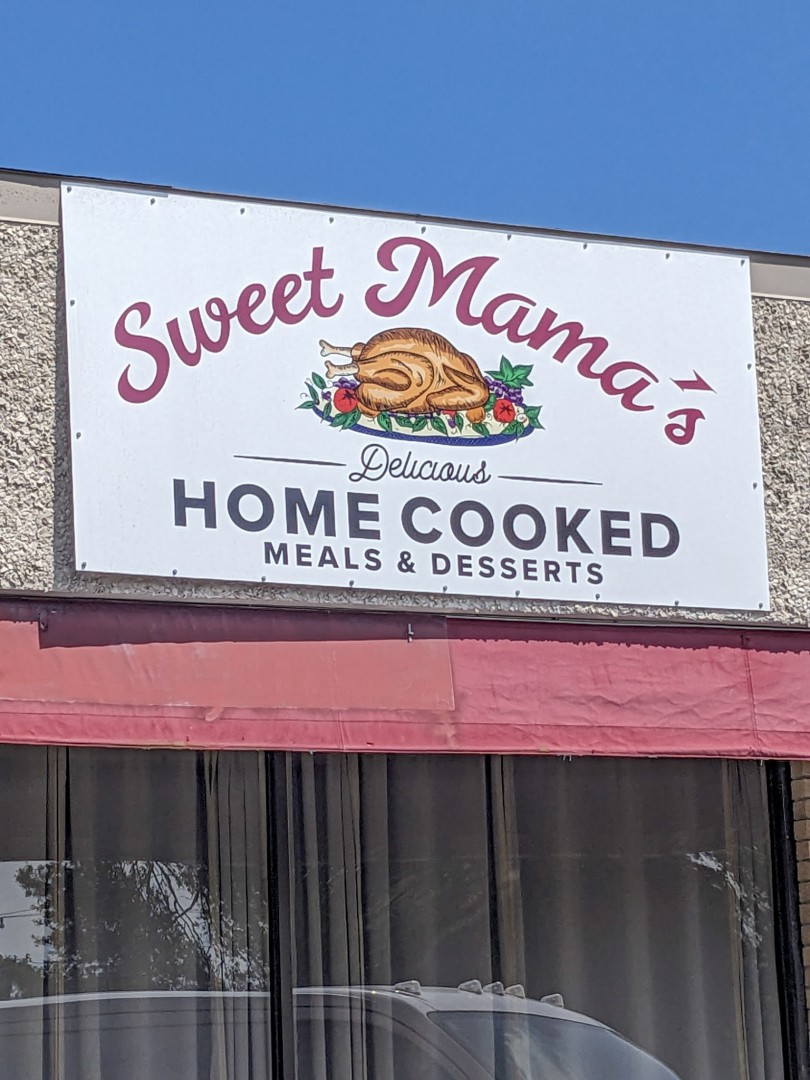 Sweet Mama's
Delicious
HOME COOKED
MEALS & DESSERTS